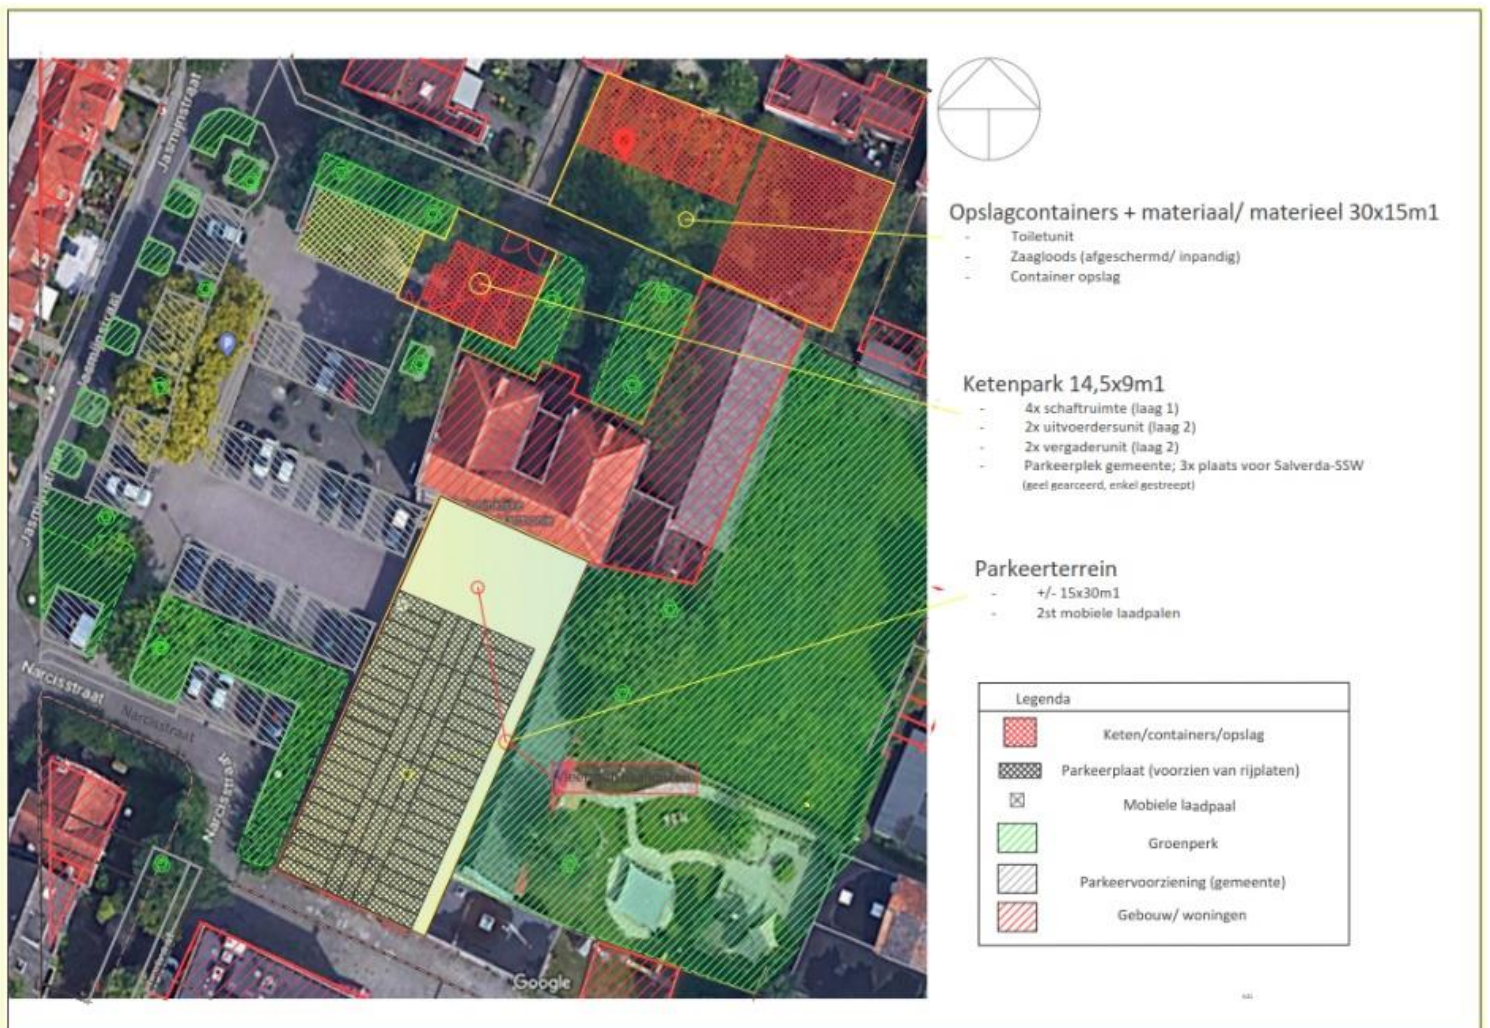 Jasmijnstraat
Opslagcontainers + materiaal/ materieel 30x15m1
- Toiletunit
- Zaagloods (afgeschermd/ inpandig)
- Container opslag
Jasmijnstraat
Ketenpark 14,5x9m1
- 4x schaftruimte (laag 1)
- 2x uitvoerdersunit (laag 2)
- 2x vergaderunit (laag 2)
- Parkeerplek gemeente; 3x plaats voor Salverda-SSW
(geel gearceerd, enkel gestreept)
Jasmijnstraat
Parkeerterrein
- +/- 15x30m1
- 2st mobiele laadpalen
Narcisstraat
Narcisstraat
Narcisstraat
Legenda
Keten/containers/opslag
Parkeerplaat (voorzien van rijplaten)
Mobiele laadpaal
Groenperk
Parkeervoorziening (gemeente)
Gebouw/ woningen
Google